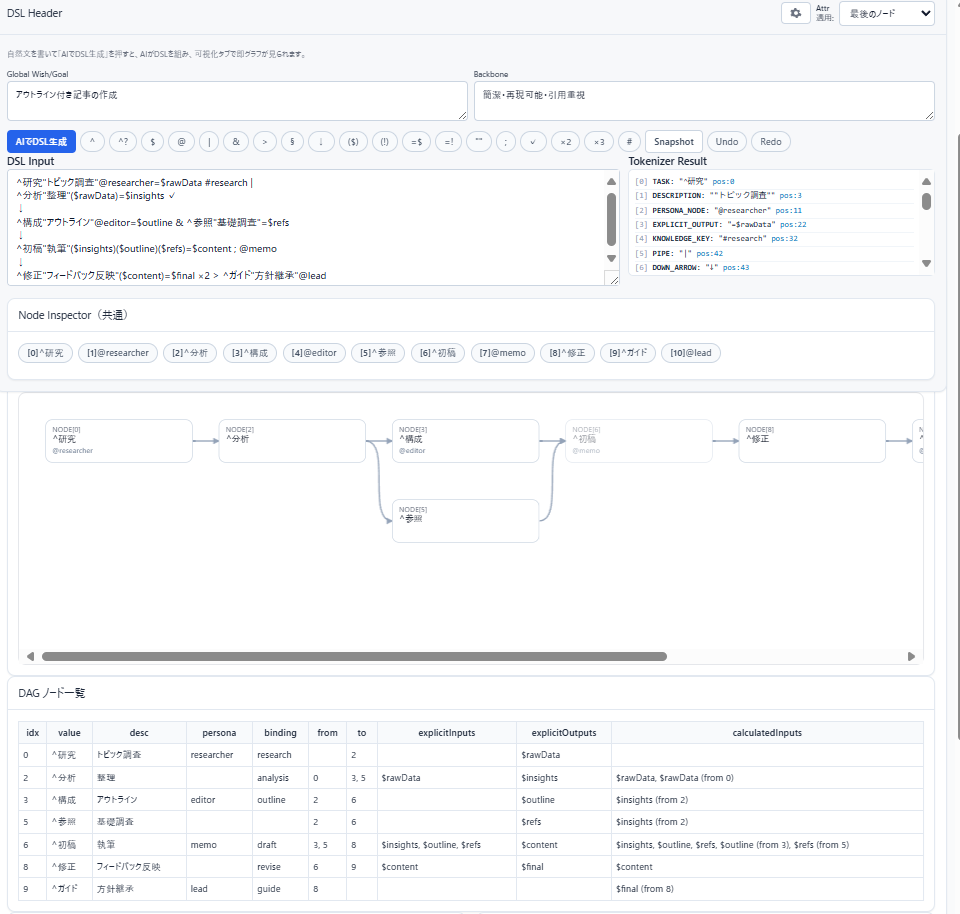 DSL Header
Attr
適用:
最後のノード
自然文を書いて「AIでDSL生成」を押すと、AIがDSLを組み、可視化タブで即グラフが見られます。
Global Wish/Goal
Backbone
アウトライン付き記事の作成
簡潔・再現可能・引用重視
AIでDSL生成 ^ ^? $ @ | & > § ↓ ($) (!) =$ =! "" ; ✓ ×2 ×3 # Snapshot Undo Redo
DSL Input
Tokenizer Result
^研究"トピック調査"@researcher=$rawData #research |
^分析"整理"($rawData)=$insights ✓
↓
^構成"アウトライン"@editor=$outline & ^参照"基礎調査"=$refs
↓
^初稿"執筆"($insights)($outline)($refs)=$content ; @memo
↓
^修正"フィードバック反映"($content)=$final ×2 > ^ガイド"方針継承"@lead
[0] TASK: "^研究" pos:0
[1] DESCRIPTION: ""トピック調査"" pos:3
[2] PERSONA_NODE: "@researcher" pos:11
[3] EXPLICIT_OUTPUT: "=$rawData" pos:22
[4] KNOWLEDGE_KEY: "#research" pos:32
[5] PIPE: "|" pos:42
[6] DOWN_ARROW: "↓" pos:43
Node Inspector（共通）
[0]^研究 [1]@researcher [2]^分析 [3]^構成 [4]@editor [5]^参照 [6]^初稿 [7]@memo [8]^修正 [9]^ガイド [10]@lead
NODE[0]
^研究
@researcher
NODE[2]
^分析
NODE[3]
^構成
@editor
NODE[6]
^初稿
@memo
NODE[8]
^修正
NODE[5]
^参照
DAG ノード一覧
idx value desc persona binding from to explicitInputs explicitOutputs calculatedInputs
0 ^研究 トピック調査 researcher research 2 $rawData
2 ^分析 整理 analysis 0 3, 5 $rawData $insights $rawData, $rawData (from 0)
3 ^構成 アウトライン editor outline 2 6 $outline $insights (from 2)
5 ^参照 基礎調査 2 6 $refs $insights (from 2)
6 ^初稿 執筆 memo draft 3, 5 8 $insights, $outline, $refs $content $insights, $outline, $refs, $outline (from 3), $refs (from 5)
8 ^修正 フィードバック反映 revise 6 9 $content $final $content
9 ^ガイド 方針継承 lead guide 8 $final (from 8)